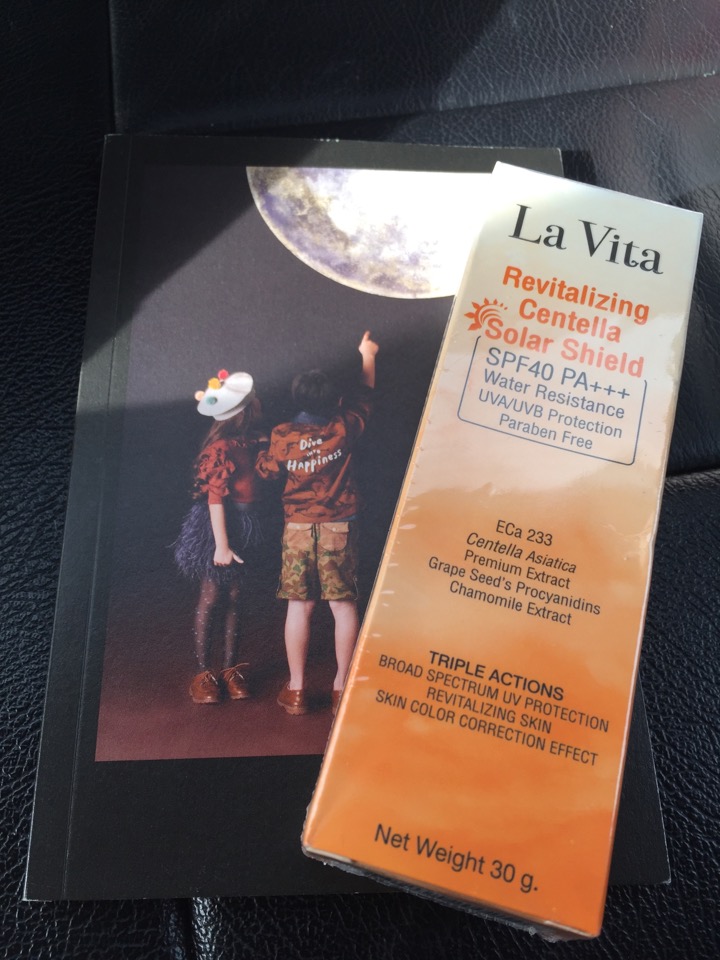 La Vita
Revitalizing
Centella
Solar Shield
SPF40 PA+++
Water Resistance
UVA/UVB Protection
Paraben Free
ECa 233
Centella Asiatica
Premium Extract
Grape Seed's Procyanidins
Chamomile Extract
TRIPLE ACTIONS
BROAD SPECTRUM UV PROTECTION
REVITALIZING SKIN
SKIN COLOR CORRECTION EFFECT
Net Weight 30 g.
Dive
into
Happiness